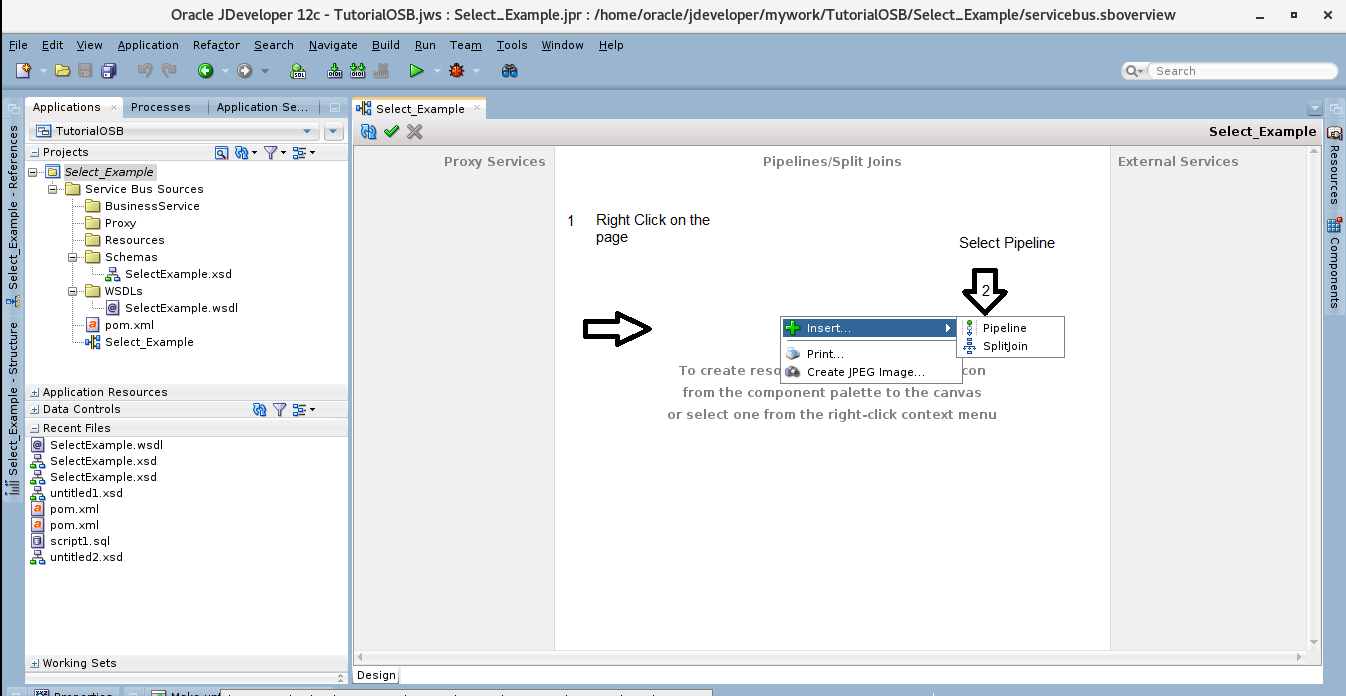 Oracle JDeveloper 12c - TutorialOSB.jws : Select_Example.jpr : /home/oracle/jdeveloper/mywork/TutorialOSB/Select_Example/servicebus.sboverview
File Edit View Application Refactor Search Navigate Build Run Team Tools Window Help
Search
Applications Processes Application Se...
Select_Example
TutorialOSB
Select_Example
Projects
Select_Example
Service Bus Sources
BusinessService
Proxy
Resources
Schemas
SelectExample.xsd
WSDLs
SelectExample.wsdl
pom.xml
Select_Example
Application Resources
Data Controls
Recent Files
SelectExample.wsdl
SelectExample.xsd
SelectExample.xsd
untitled1.xsd
pom.xml
pom.xml
script1.sql
untitled2.xsd
Working Sets
Select_Example - References
Select_Example - Structure
Proxy Services
Pipelines/Split Joins
External Services
1 Right Click on the
page
Select Pipeline
2
Insert...
Pipeline
SplitJoin
Print...
Create JPEG Image...
To create reso con
from the component palette to the canvas
or select one from the right-click context menu
Design
Resources
Components
Properties